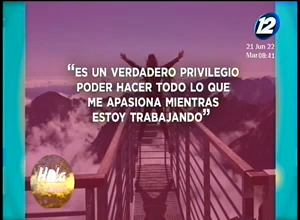 12
21 Jun 22
Mar 08:41
“ES UN VERDADERO PRIVILEGIO
PODER HACER TODO LO QUE
ME APASIONA MIENTRAS
ESTOY TRABAJANDO”
Hola